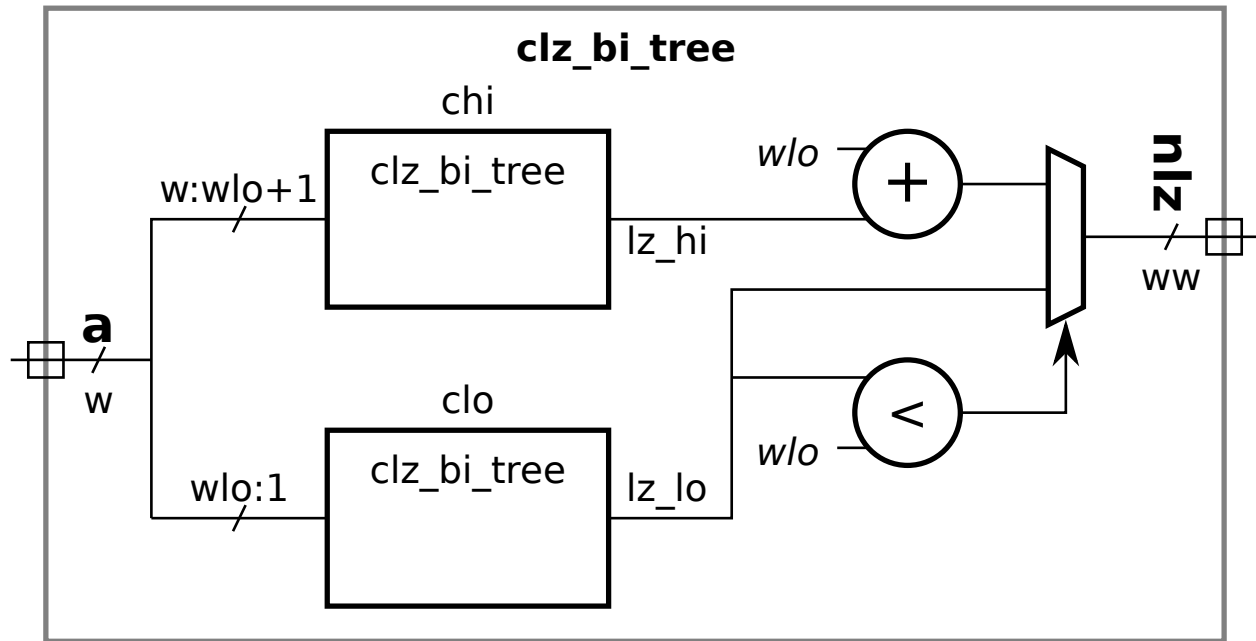 clz_bi_tree
chi
clz_bi_tree
w:wlo+1
lz_hi
wlo
+
nlz
ww
a
w
clo
clz_bi_tree
wlo:1
lz_lo
<
wlo